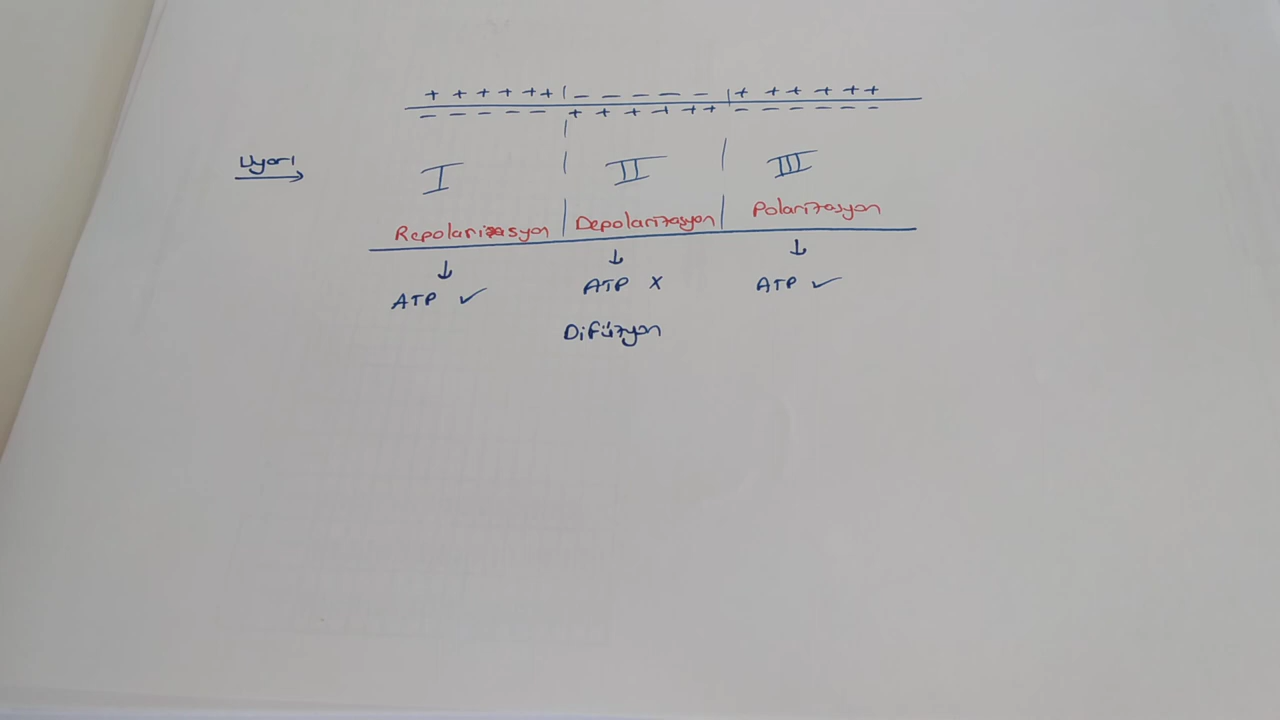 + + + + + + | − − − − − | + + + + + +
− − − − − + + + + + + − − − − − −
Uyarı
I II III
Repolarizasyon Depolarizasyon Polarizasyon
↓ ↓ ↓
ATP ✓ ATP x ATP ✓
Difüzyon